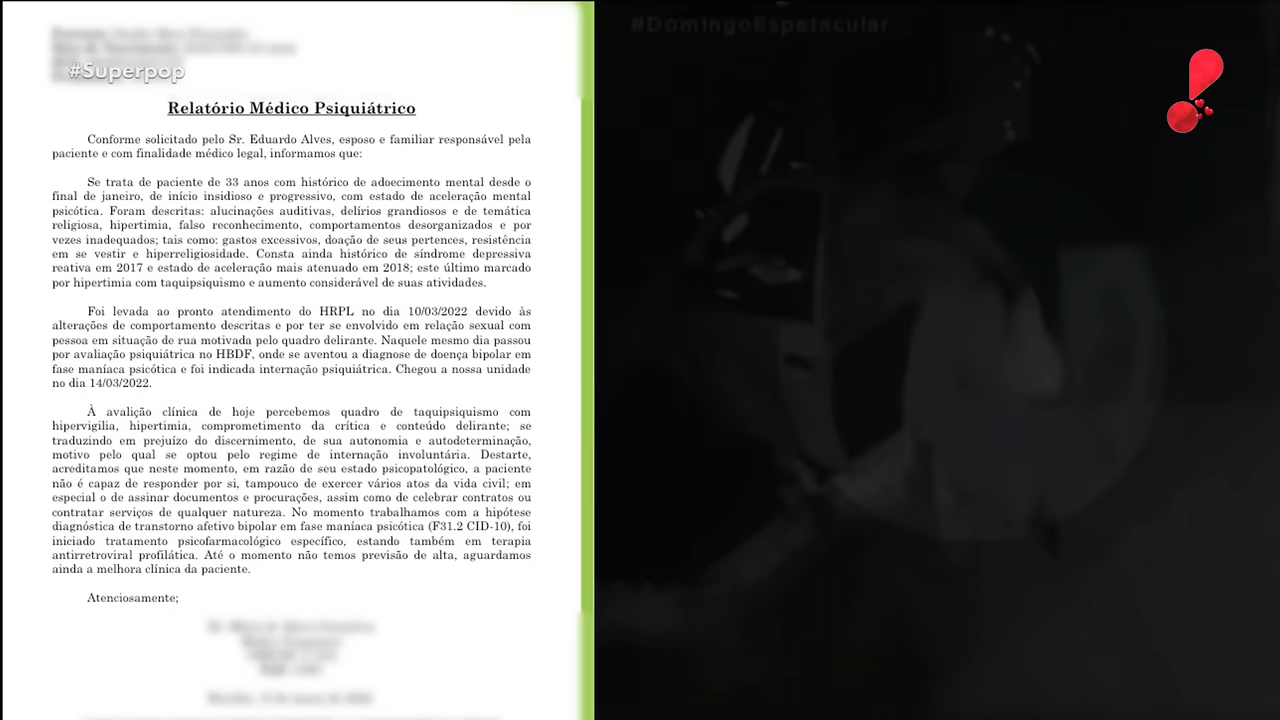 #DomingoEspetacular
#Superpop
Relatório Médico Psiquiátrico
Conforme solicitado pelo Sr. Eduardo Alves, esposo e familiar responsável pela
paciente e com finalidade médico legal, informamos que:
Se trata de paciente de 33 anos com histórico de adoecimento mental desde o
final de janeiro, de início insidioso e progressivo, com estado de aceleração mental
psicótica. Foram descritas: alucinações auditivas, delírios grandiosos e de temática
religiosa, hipertimia, falso reconhecimento, comportamentos desorganizados e por
vezes inadequados; tais como: gastos excessivos, doação de seus pertences, resistência
em se vestir e hiperreligiosidade. Consta ainda histórico de síndrome depressiva
reativa em 2017 e estado de aceleração mais atenuado em 2018; este último marcado
por hipertimia com taquipsiquismo e aumento considerável de suas atividades.
Foi levada ao pronto atendimento do HRPL no dia 10/03/2022 devido às
alterações de comportamento descritas e por ter se envolvido em relação sexual com
pessoa em situação de rua motivada pelo quadro delirante. Naquele mesmo dia passou
por avaliação psiquiátrica no HBDF, onde se aventou a diagnose de doença bipolar em
fase maníaca psicótica e foi indicada internação psiquiátrica. Chegou a nossa unidade
no dia 14/03/2022.
À avalição clínica de hoje percebemos quadro de taquipsiquismo com
hipervigilia, hipertimia, comprometimento da crítica e conteúdo delirante; se
traduzindo em prejuízo do discernimento, de sua autonomia e autodeterminação,
motivo pelo qual se optou pelo regime de internação involuntária. Destarte,
acreditamos que neste momento, em razão de seu estado psicopatológico, a paciente
não é capaz de responder por si, tampouco de exercer vários atos da vida civil; em
especial o de assinar documentos e procurações, assim como de celebrar contratos ou
contratar serviços de qualquer natureza. No momento trabalhamos com a hipótese
diagnóstica de transtorno afetivo bipolar em fase maníaca psicótica (F31.2 CID-10), foi
iniciado tratamento psicofarmacológico específico, estando também em terapia
antirretroviral profilática. Até o momento não temos previsão de alta, aguardamos
ainda a melhora clínica da paciente.
Atenciosamente;